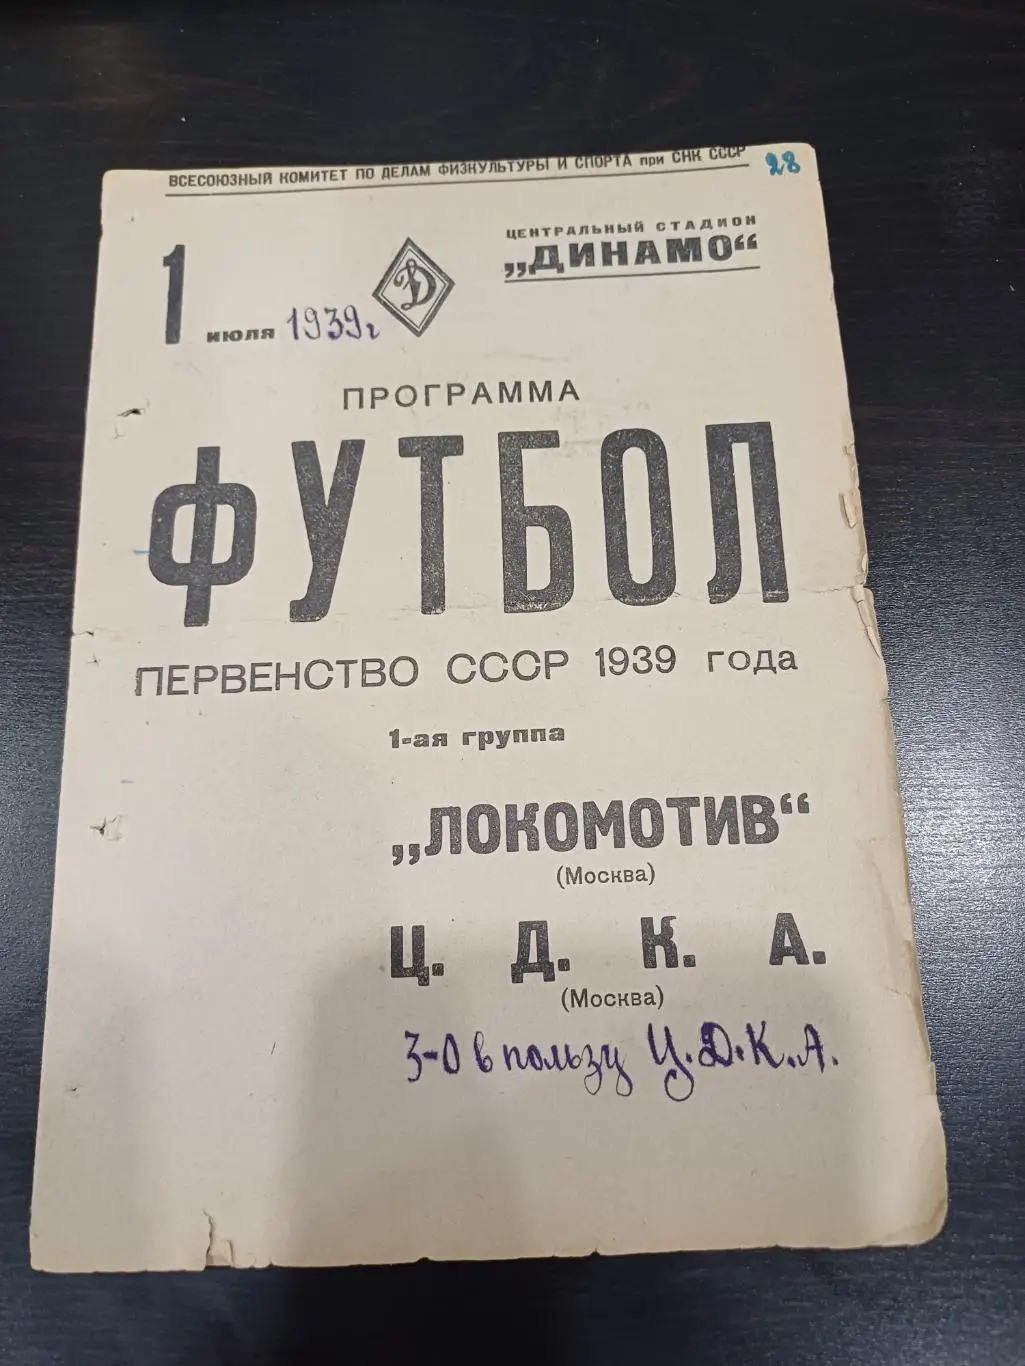 ВСЕСОЮЗНЫЙ КОМИТЕТ ПО ДЕЛАМ ФИЗКУЛЬТУРЫ И СПОРТА при СНК СССР
28
1 июля 1939 г
Д
ЦЕНТРАЛЬНЫЙ СТАДИОН
„ДИНАМО“
ПРОГРАММА
ФУТБОЛ
ПЕРВЕНСТВО СССР 1939 года
1-ая группа
„ЛОКОМОТИВ“
(Москва)
Ц. Д. К. А.
(Москва)
3-0 в пользу Ц.Д.К.А.